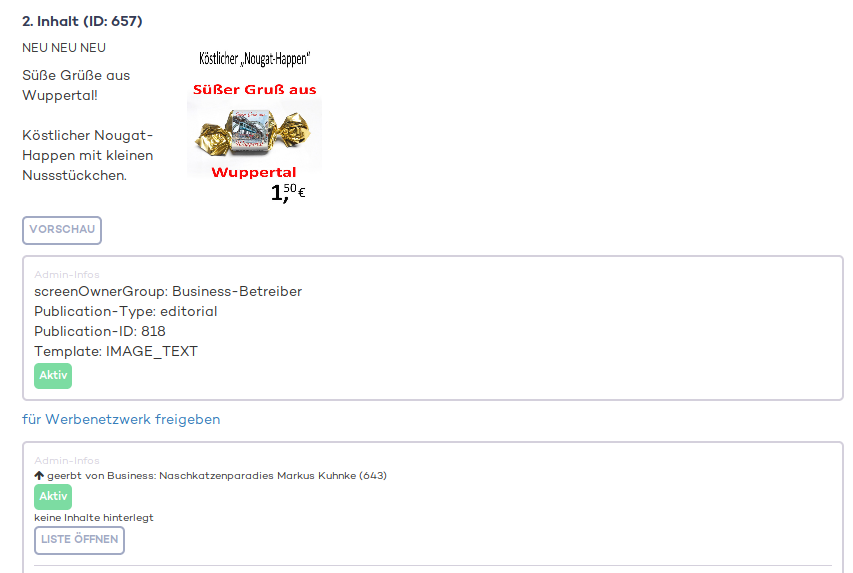 2. Inhalt (ID: 657)
NEU NEU NEU
Süße Grüße aus
Wuppertal!
Köstlicher Nougat-
Happen mit kleinen
Nussstückchen.
Köstlicher „Nougat-Happen“
Süßer Gruß aus
Wuppertal
1,50€
VORSCHAU
Admin-Infos
screenOwnerGroup: Business-Betreiber
Publication-Type: editorial
Publication-ID: 818
Template: IMAGE_TEXT
Aktiv
für Werbenetzwerk freigeben
Admin-Infos
geerbt von Business: Naschkatzenparadies Markus Kuhnke (643)
Aktiv
keine Inhalte hinterlegt
LISTE ÖFFNEN